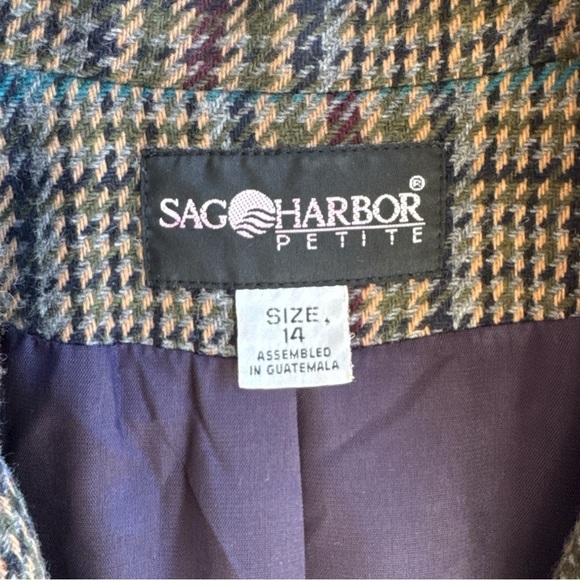 SAG HARBOR®
PETITE
SIZE,
14
ASSEMBLED
IN GUATEMALA